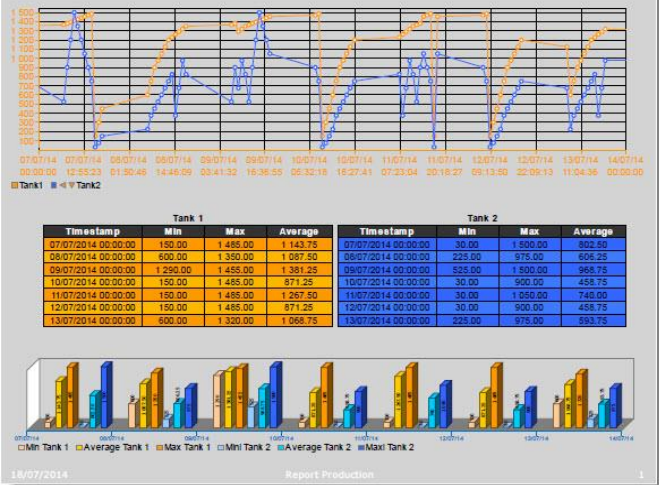 1 500
1 400
1 300
1 200
1 100
1 000
900
800
700
600
500
400
300
200
100
07/07/14 07/07/14 08/07/14 08/07/14 09/07/14 09/07/14 10/07/14 10/07/14 11/07/14 11/07/14 12/07/14 12/07/14 13/07/14 14/07/14
00:00:00 12:55:23 01:50:46 14:46:09 03:41:32 16:36:55 05:32:18 18:27:41 07:23:04 20:18:27 09:13:50 22:09:13 11:04:36 00:00:00
Tank1 Tank2
Tank 1
Timestamp Min Max Average
07/07/2014 00:00:00 150.00 1 485.00 1 143.75
08/07/2014 00:00:00 600.00 1 350.00 1 087.50
09/07/2014 00:00:00 1 290.00 1 455.00 1 381.25
10/07/2014 00:00:00 150.00 1 485.00 871.25
11/07/2014 00:00:00 150.00 1 485.00 1 267.50
12/07/2014 00:00:00 150.00 1 485.00 871.25
13/07/2014 00:00:00 600.00 1 320.00 1 068.75
Tank 2
Timestamp Min Max Average
07/07/2014 00:00:00 30.00 1 500.00 802.50
08/07/2014 00:00:00 225.00 975.00 606.25
09/07/2014 00:00:00 525.00 1 500.00 968.75
10/07/2014 00:00:00 30.00 900.00 458.75
11/07/2014 00:00:00 30.00 1 050.00 740.00
12/07/2014 00:00:00 30.00 900.00 458.75
13/07/2014 00:00:00 225.00 975.00 593.75
07/07/14 08/07/14 09/07/14 10/07/14 11/07/14 12/07/14 13/07/14 14/07/14
Min Tank 1 Average Tank 1 Max Tank 1 Mini Tank 2 Average Tank 2 Maxi Tank 2
18/07/2014 Report Production 1